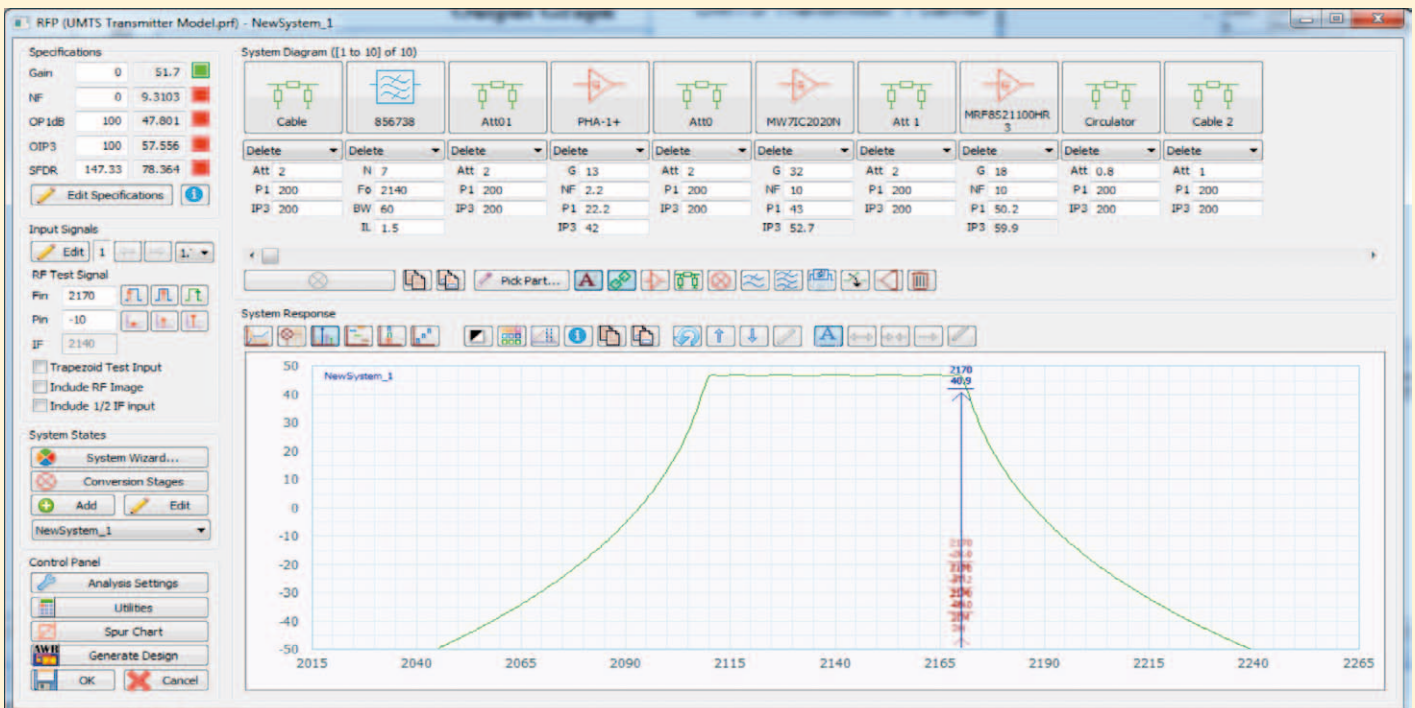 RFP (UMTS Transmitter Model.prf) - NewSystem_1
Specifications
Gain 0 51.7
NF 0 9.3103
OP1dB 100 47.801
OIP3 100 57.556
SFDR 147.33 78.364
Edit Specifications
Input Signals
Edit 1
RF Test Signal
Fin 2170
Pin -10
IF 2140
Trapezoid Test Input
Include RF Image
Include 1/2 IF input
System States
System Wizard...
Conversion Stages
Add Edit
NewSystem_1
Control Panel
Analysis Settings
Utilities
Spur Chart
AWR Generate Design
OK Cancel
System Diagram ([1 to 10] of 10)
Cable 856738 Att01 PHA-1+ Att0 MW7IC2020N Att 1 MRF8S21100HR3 Circulator Cable 2
Delete Delete Delete Delete Delete Delete Delete Delete Delete Delete
Att 2 N 7 Att 2 G 13 Att 2 G 32 Att 2 G 18 Att 0.8 Att 1
P1 200 Fo 2140 P1 200 NF 2.2 P1 200 NF 10 P1 200 NF 10 P1 200 P1 200
IP3 200 BW 60 IP3 200 P1 22.2 IP3 200 P1 43 IP3 200 P1 50.2 IP3 200 IP3 200
IL 1.5 IP3 42 IP3 52.7 IP3 59.9
Pick Part... A
System Response
A
NewSystem_1
2170
40.9
50
40
30
20
10
0
-10
-20
-30
-40
-50
2170
2015 2040 2065 2090 2115 2140 2165 2190 2215 2240 2265